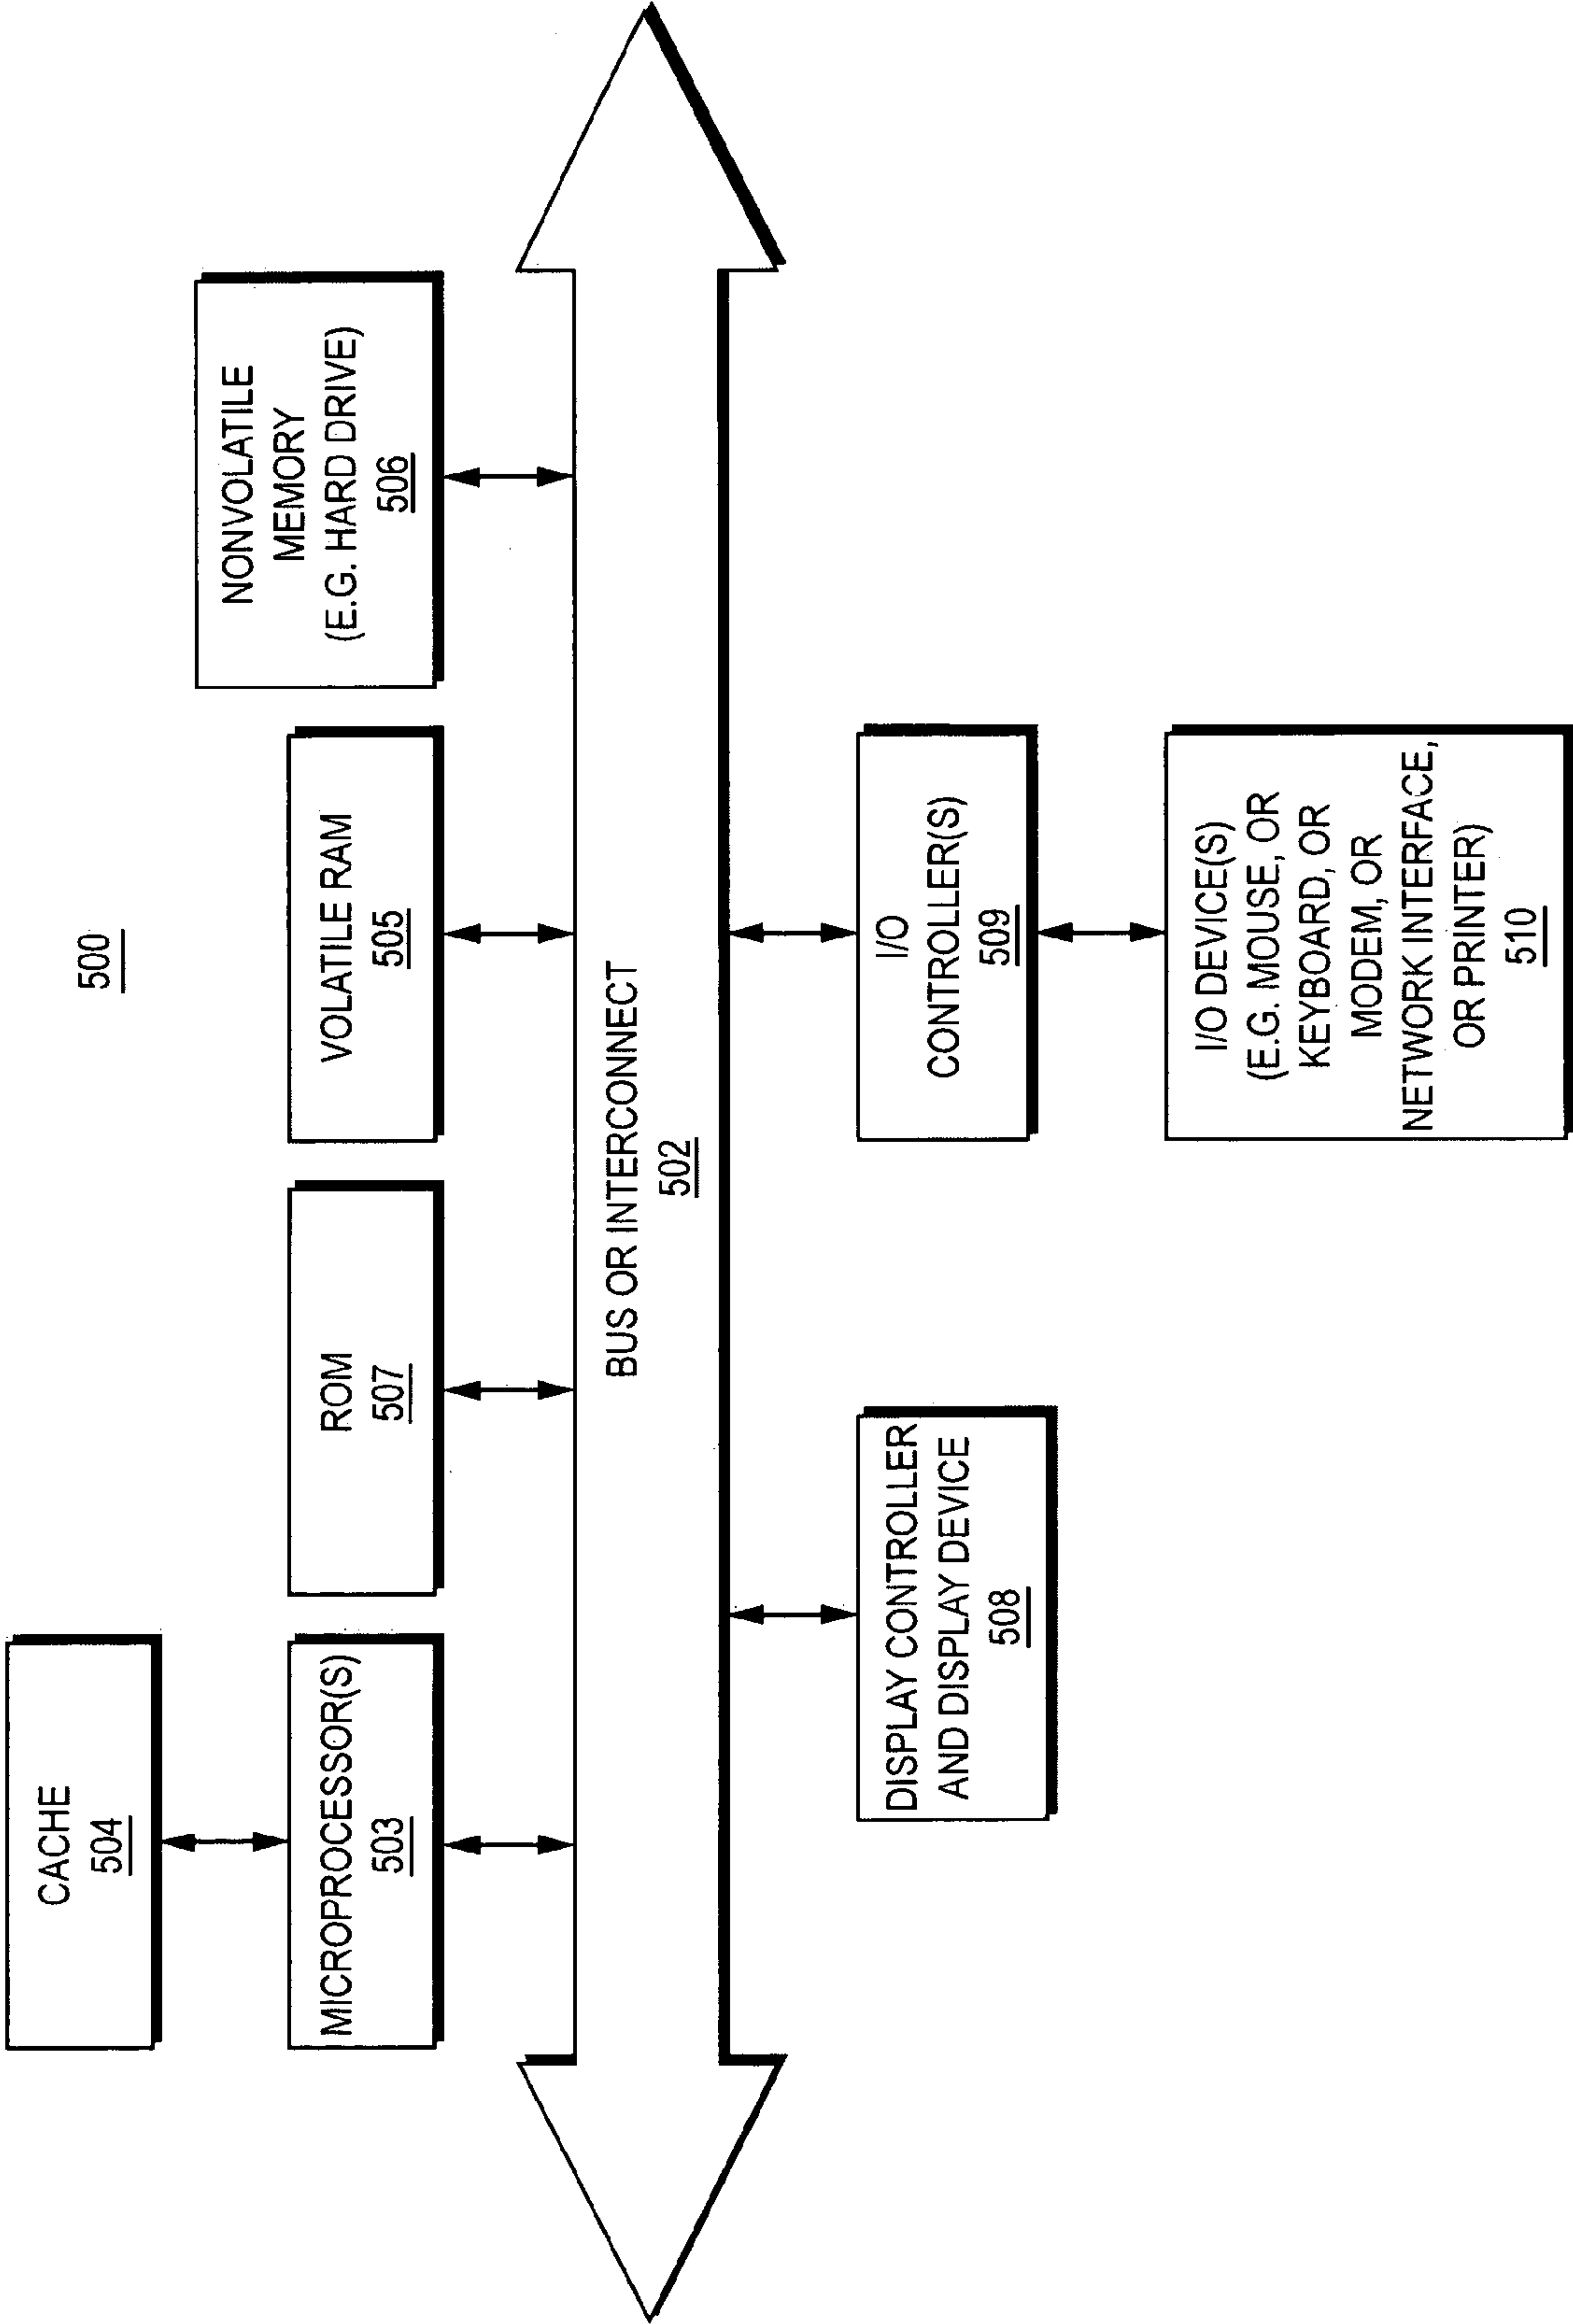 500
CACHE
504
MICROPROCESSOR(S)
503
ROM
507
VOLATILE RAM
505
NONVOLATILE
MEMORY
(E.G. HARD DRIVE)
506
BUS OR INTERCONNECT
502
DISPLAY CONTROLLER
AND DISPLAY DEVICE
508
I/O
CONTROLLER(S)
509
I/O DEVICE(S)
(E.G. MOUSE, OR
KEYBOARD, OR
MODEM, OR
NETWORK INTERFACE,
OR PRINTER)
510